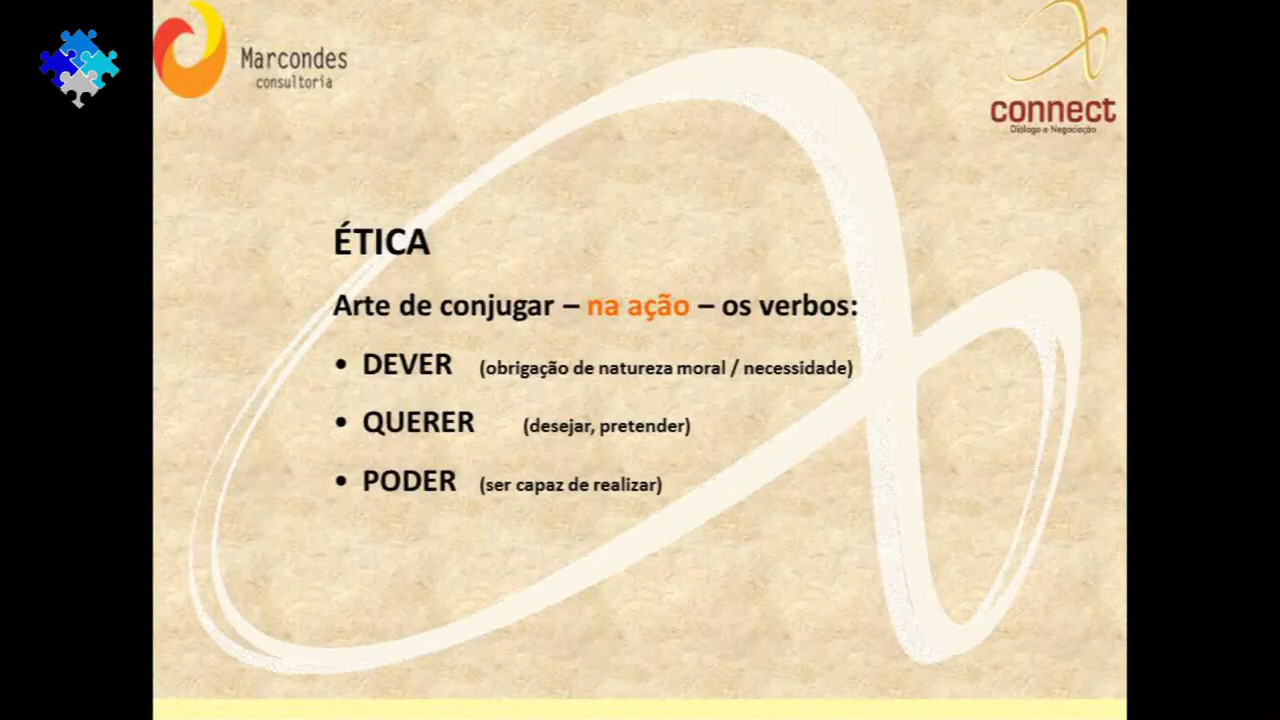 Marcondes
consultoria
connect
Diálogo e Negociação
ÉTICA
Arte de conjugar – na ação – os verbos:
• DEVER (obrigação de natureza moral / necessidade)
• QUERER (desejar, pretender)
• PODER (ser capaz de realizar)